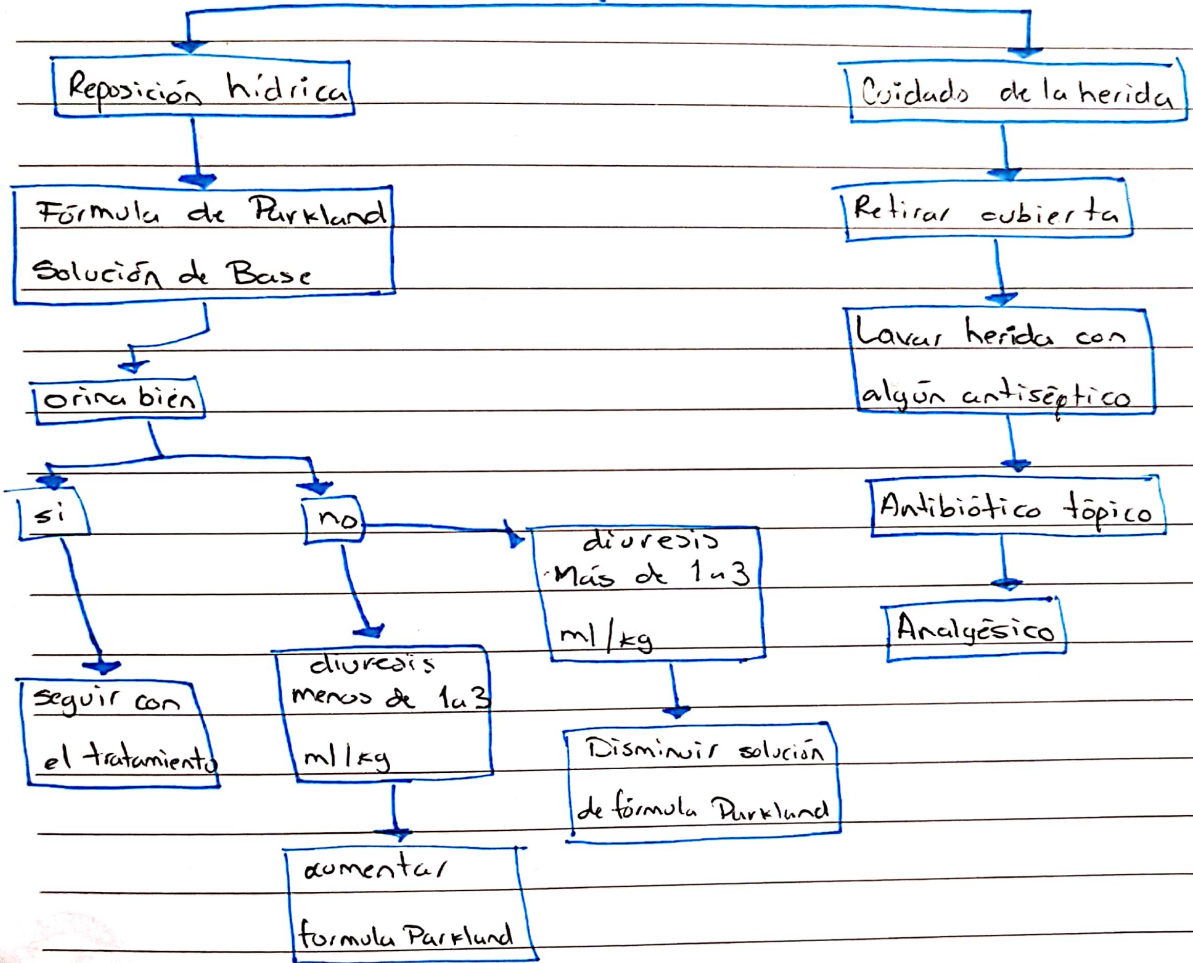 Reposición hídrica
Fórmula de Parkland
Solución de Base
orina bien
si
no
seguir con
el tratamiento
diuresis
menos de 1 a 3
ml/kg
aumentar
formula Parkland
diuresis
Más de 1 a 3
ml/kg
Disminuir solución
de fórmula Parkland
Cuidado de la herida
Retirar cubierta
Lavar herida con
algún antiséptico
Antibiótico tópico
Analgésico